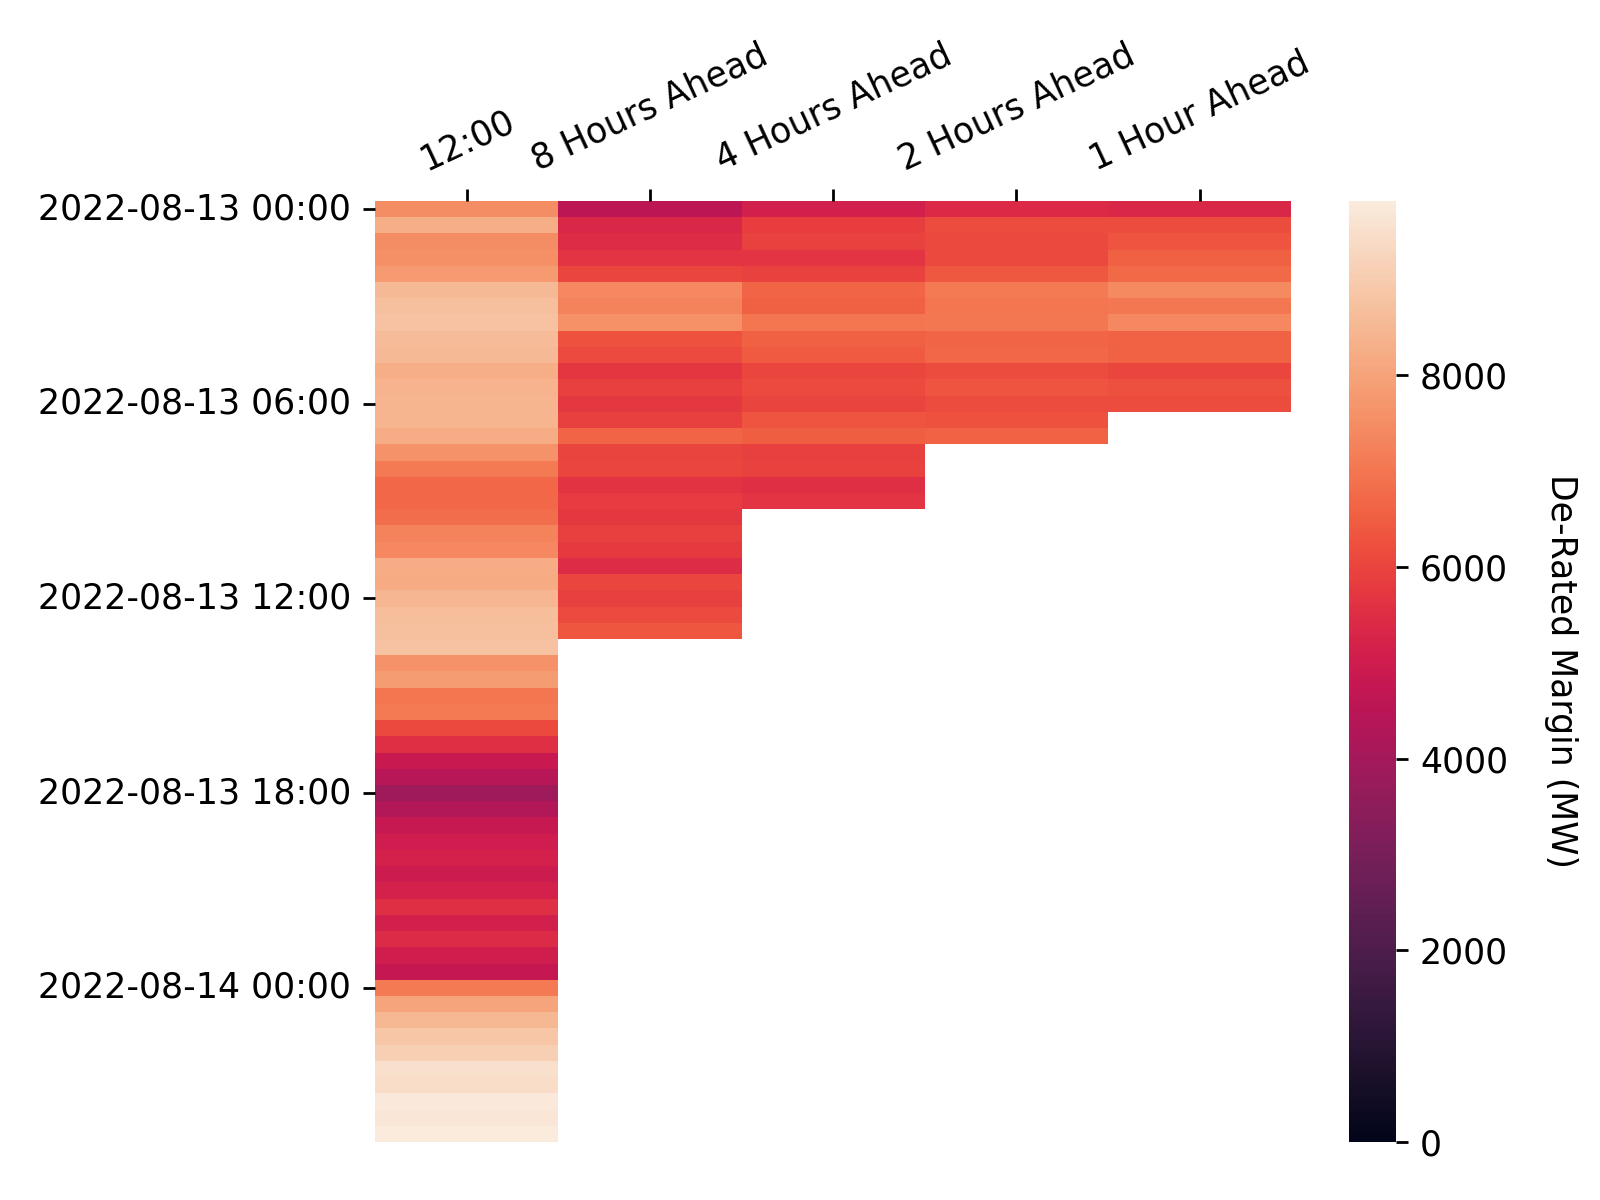 12:00
8 Hours Ahead
4 Hours Ahead
2 Hours Ahead
1 Hour Ahead
2022-08-13 00:00
2022-08-13 06:00
2022-08-13 12:00
2022-08-13 18:00
2022-08-14 00:00
8000
6000
4000
2000
0
De-Rated Margin (MW)